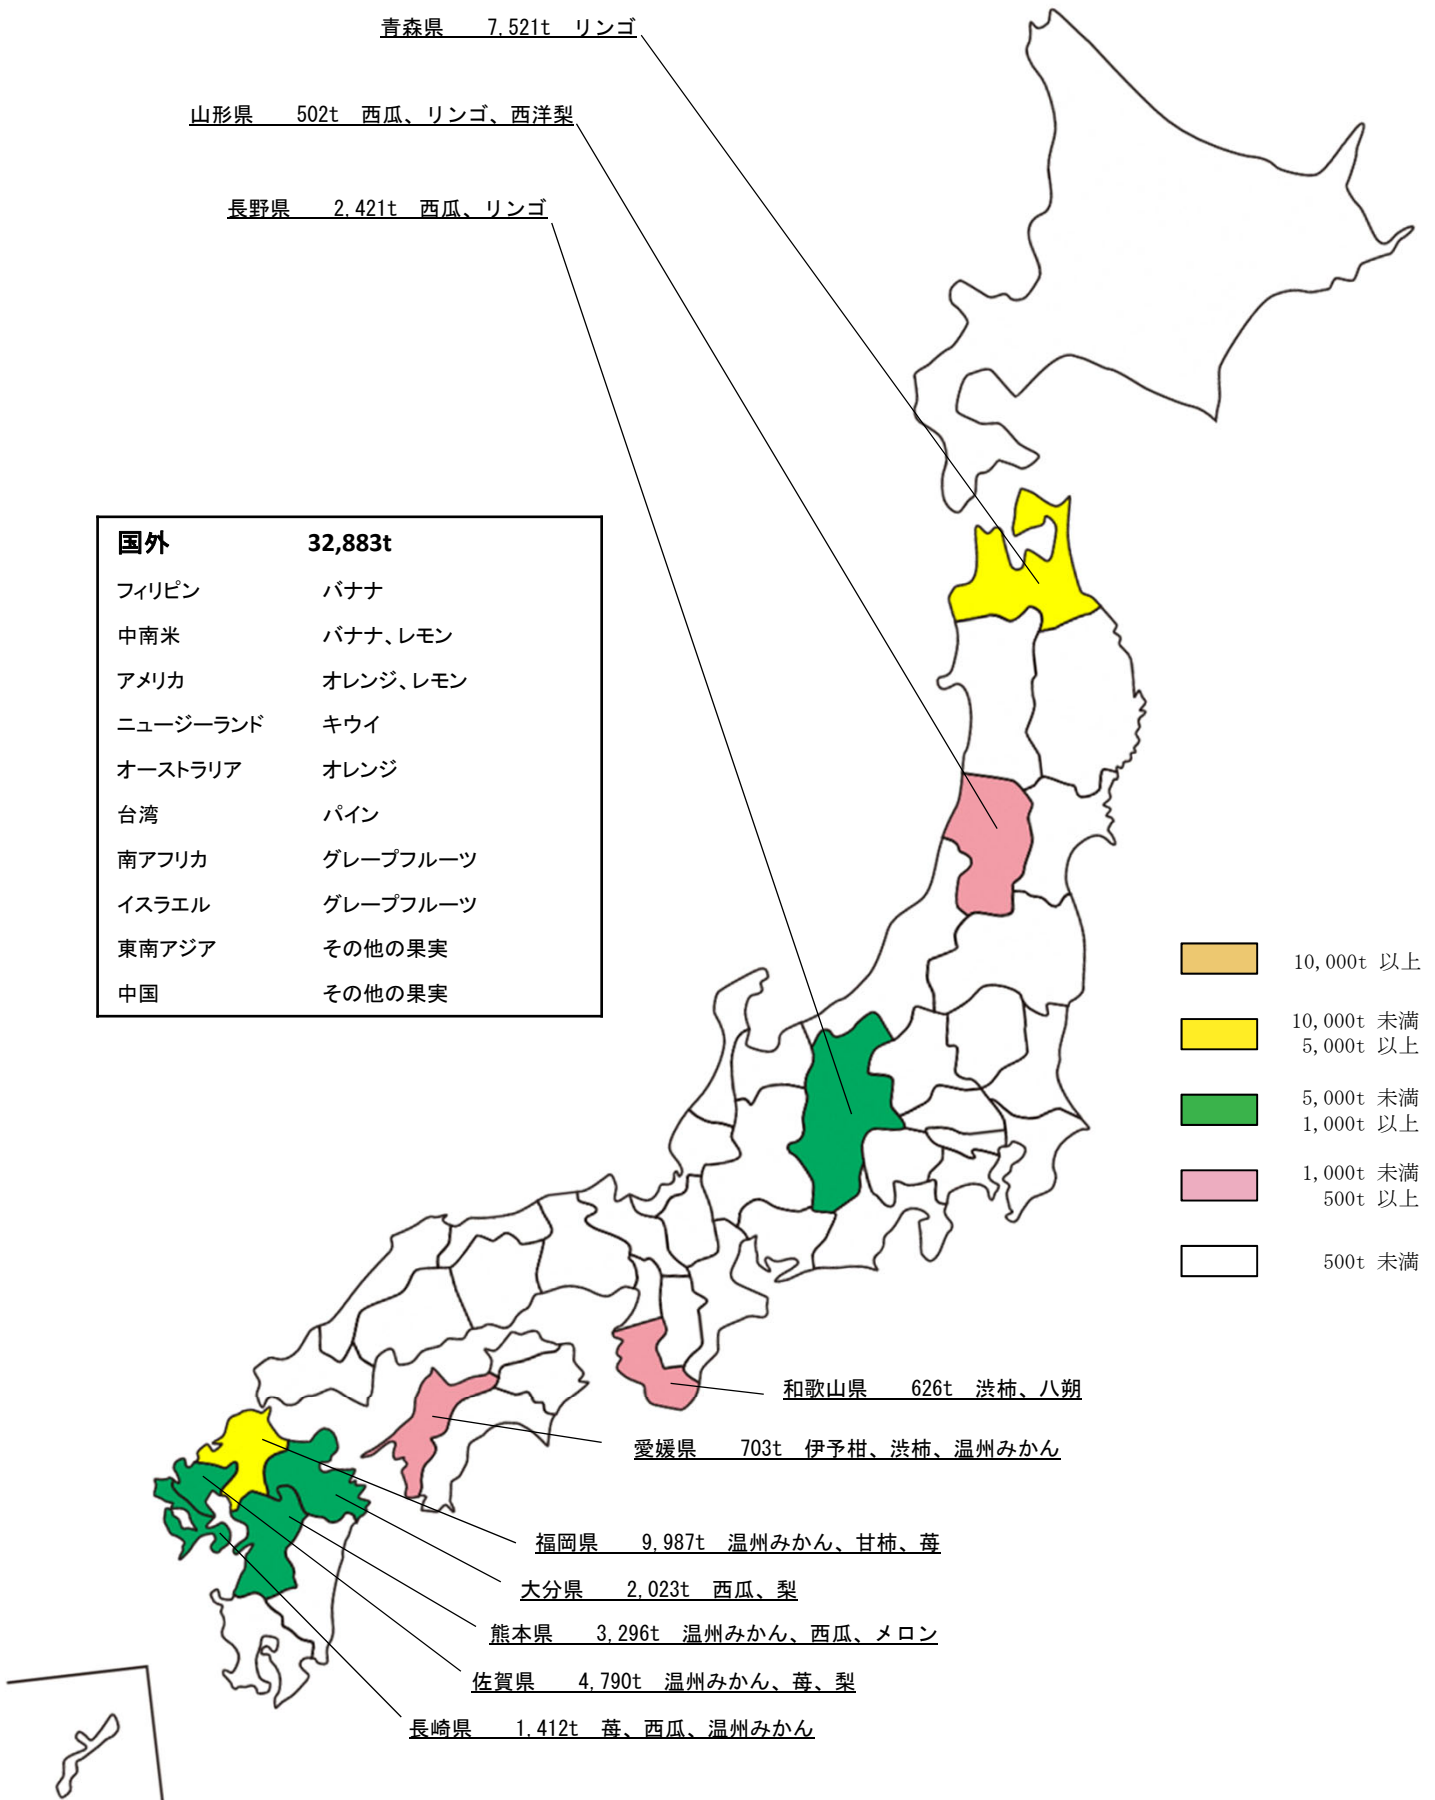 青森県 7,521t リンゴ
山形県 502t 西瓜、リンゴ、西洋梨
長野県 2,421t 西瓜、リンゴ
国外 32,883t
フィリピン バナナ
中南米 バナナ、レモン
アメリカ オレンジ、レモン
ニュージーランド キウイ
オーストラリア オレンジ
台湾 パイン
南アフリカ グレープフルーツ
イスラエル グレープフルーツ
東南アジア その他の果実
中国 その他の果実
10,000t 以上
10,000t 未満
5,000t 以上
5,000t 未満
1,000t 以上
1,000t 未満
500t 以上
500t 未満
和歌山県 626t 渋柿、八朔
愛媛県 703t 伊予柑、渋柿、温州みかん
福岡県 9,987t 温州みかん、甘柿、苺
大分県 2,023t 西瓜、梨
熊本県 3,296t 温州みかん、西瓜、メロン
佐賀県 4,790t 温州みかん、苺、梨
長崎県 1,412t 苺、西瓜、温州みかん